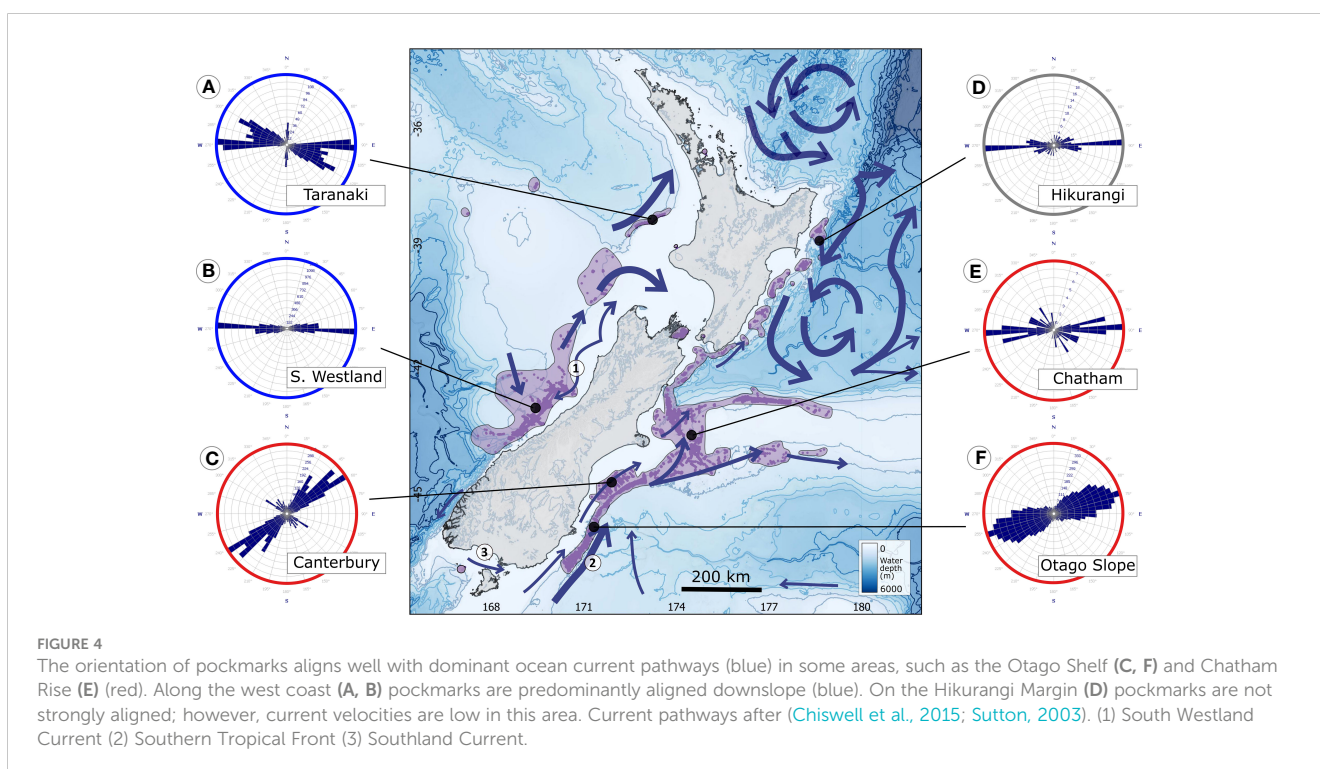 A
N
W
E
S
Taranaki
B
N
W
E
S
S. Westland
C
N
W
E
S
Canterbury
-36
-39
-42
-45
1
2
3
200 km
0
Water
depth
(m)
6000
168
171
174
177
180
D
N
W
E
S
Hikurangi
E
N
W
E
S
Chatham
F
N
W
E
S
Otago Slope
FIGURE 4
The orientation of pockmarks aligns well with dominant ocean current pathways (blue) in some areas, such as the Otago Shelf (C, F) and Chatham
Rise (E) (red). Along the west coast (A, B) pockmarks are predominantly aligned downslope (blue). On the Hikurangi Margin (D) pockmarks are not
strongly aligned; however, current velocities are low in this area. Current pathways after (Chiswell et al., 2015; Sutton, 2003). (1) South Westland
Current (2) Southern Tropical Front (3) Southland Current.